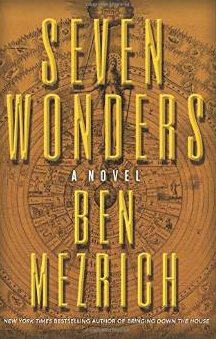 SEVEN
WONDERS
A NOVEL
BEN
MEZRICH
NEW YORK TIMES BESTSELLING AUTHOR OF BRINGING DOWN THE HOUSE